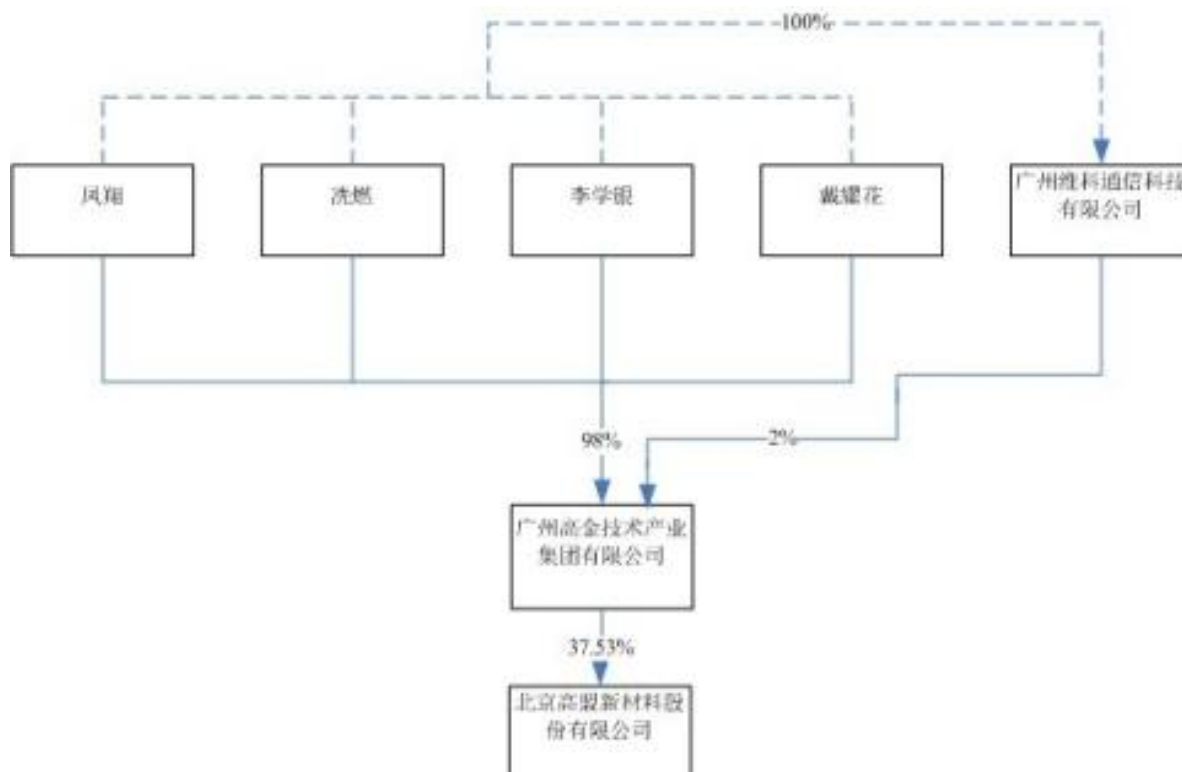 100%
凤翔
冼燃
李学银
戴耀花
广州维科通信科技
有限公司
98%
2%
广州高金技术产业
集团有限公司
37.53%
北京高盟新材料股
份有限公司